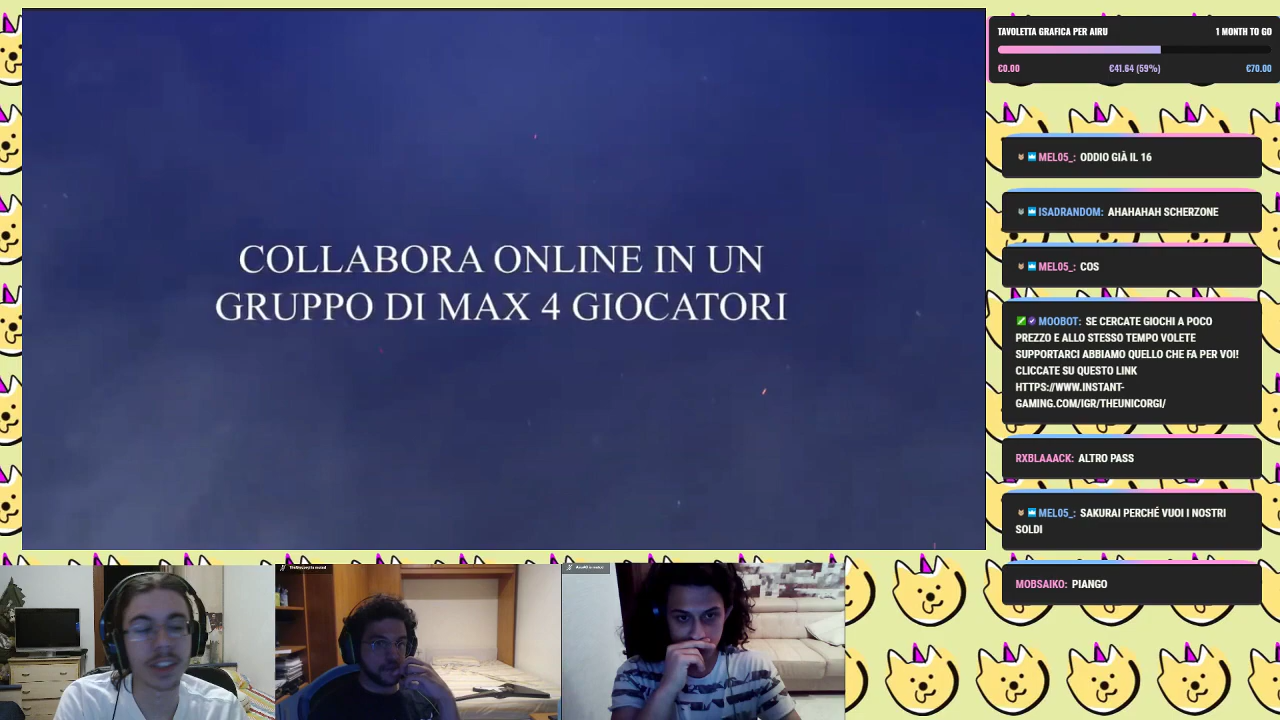 COLLABORA ONLINE IN UN
GRUPPO DI MAX 4 GIOCATORI
TAVOLETTA GRAFICA PER AIRU
1 MONTH TO GO
€0.00
€41.64 (59%)
€70.00
MEL05_: ODDIO GIÀ IL 16
ISADRANDOM: AHAHAHAH SCHERZONE
MEL05_: COS
MOOBOT: SE CERCATE GIOCHI A POCO
PREZZO E ALLO STESSO TEMPO VOLETE
SUPPORTARCI ABBIAMO QUELLO CHE FA PER VOI!
CLICCATE SU QUESTO LINK
HTTPS://WWW.INSTANT-
GAMING.COM/IGR/THEUNICORGI/
RXBLAAACK: ALTRO PASS
MEL05_: SAKURAI PERCHÉ VUOI I NOSTRI
SOLDI
MOBSAIKO: PIANGO